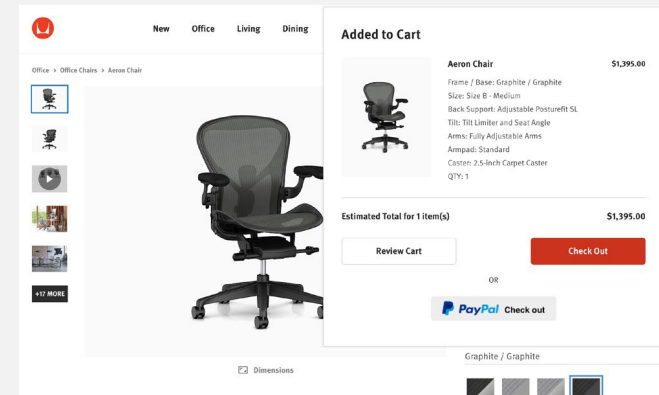 New Office Living Dining
Office > Office Chairs > Aeron Chair
+17 MORE
Dimensions
Added to Cart
Aeron Chair $1,395.00
Frame / Base: Graphite / Graphite
Size: Size B - Medium
Back Support: Adjustable Posturefit SL
Tilt: Tilt Limiter and Seat Angle
Arms: Fully Adjustable Arms
Armpad: Standard
Caster: 2.5-inch Carpet Caster
QTY: 1
Estimated Total for 1 item(s) $1,395.00
Review Cart Check Out
OR
PayPal Check out
Graphite / Graphite